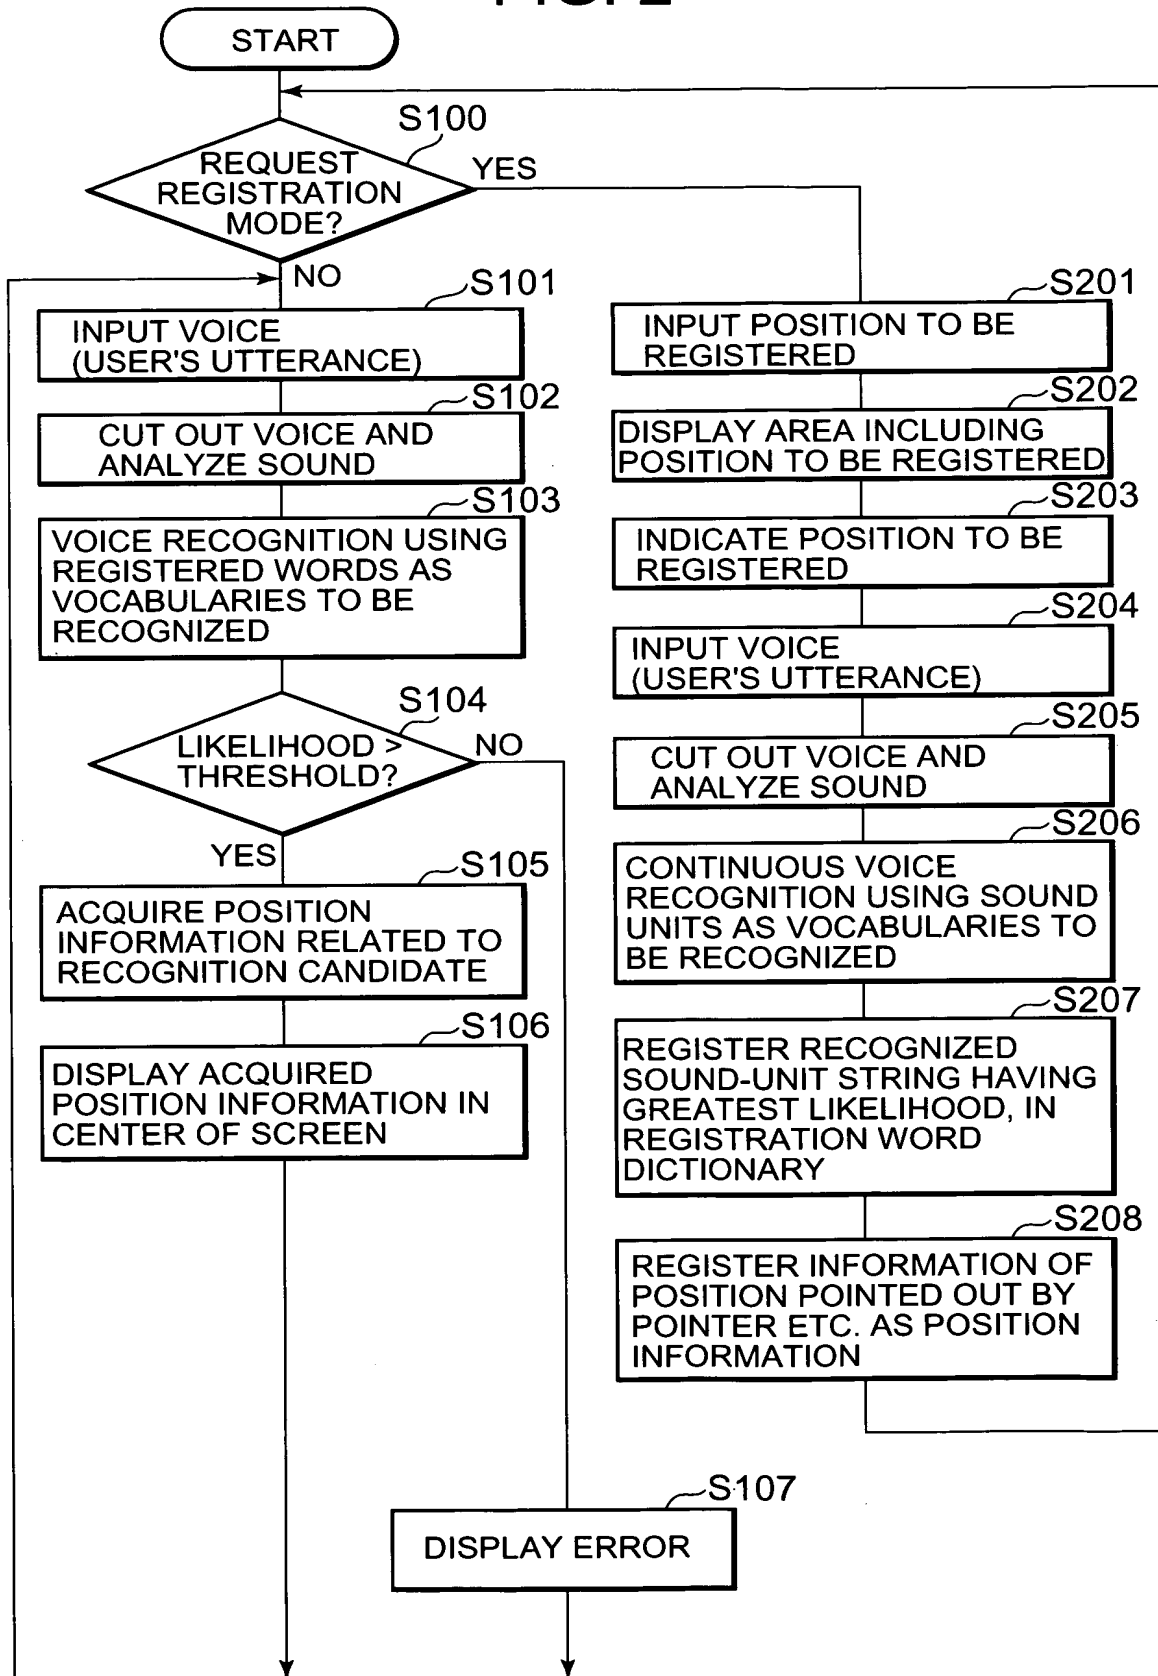 START
S100
REQUEST
REGISTRATION
MODE?
YES
NO
S101
INPUT VOICE
(USER'S UTTERANCE)
S102
CUT OUT VOICE AND
ANALYZE SOUND
S103
VOICE RECOGNITION USING
REGISTERED WORDS AS
VOCABULARIES TO BE
RECOGNIZED
S104
LIKELIHOOD >
THRESHOLD?
NO
YES
S105
ACQUIRE POSITION
INFORMATION RELATED TO
RECOGNITION CANDIDATE
S106
DISPLAY ACQUIRED
POSITION INFORMATION IN
CENTER OF SCREEN
S201
INPUT POSITION TO BE
REGISTERED
S202
DISPLAY AREA INCLUDING
POSITION TO BE REGISTERED
S203
INDICATE POSITION TO BE
REGISTERED
S204
INPUT VOICE
(USER'S UTTERANCE)
S205
CUT OUT VOICE AND
ANALYZE SOUND
S206
CONTINUOUS VOICE
RECOGNITION USING SOUND
UNITS AS VOCABULARIES TO
BE RECOGNIZED
S207
REGISTER RECOGNIZED
SOUND-UNIT STRING HAVING
GREATEST LIKELIHOOD, IN
REGISTRATION WORD
DICTIONARY
S208
REGISTER INFORMATION OF
POSITION POINTED OUT BY
POINTER ETC. AS POSITION
INFORMATION
S107
DISPLAY ERROR